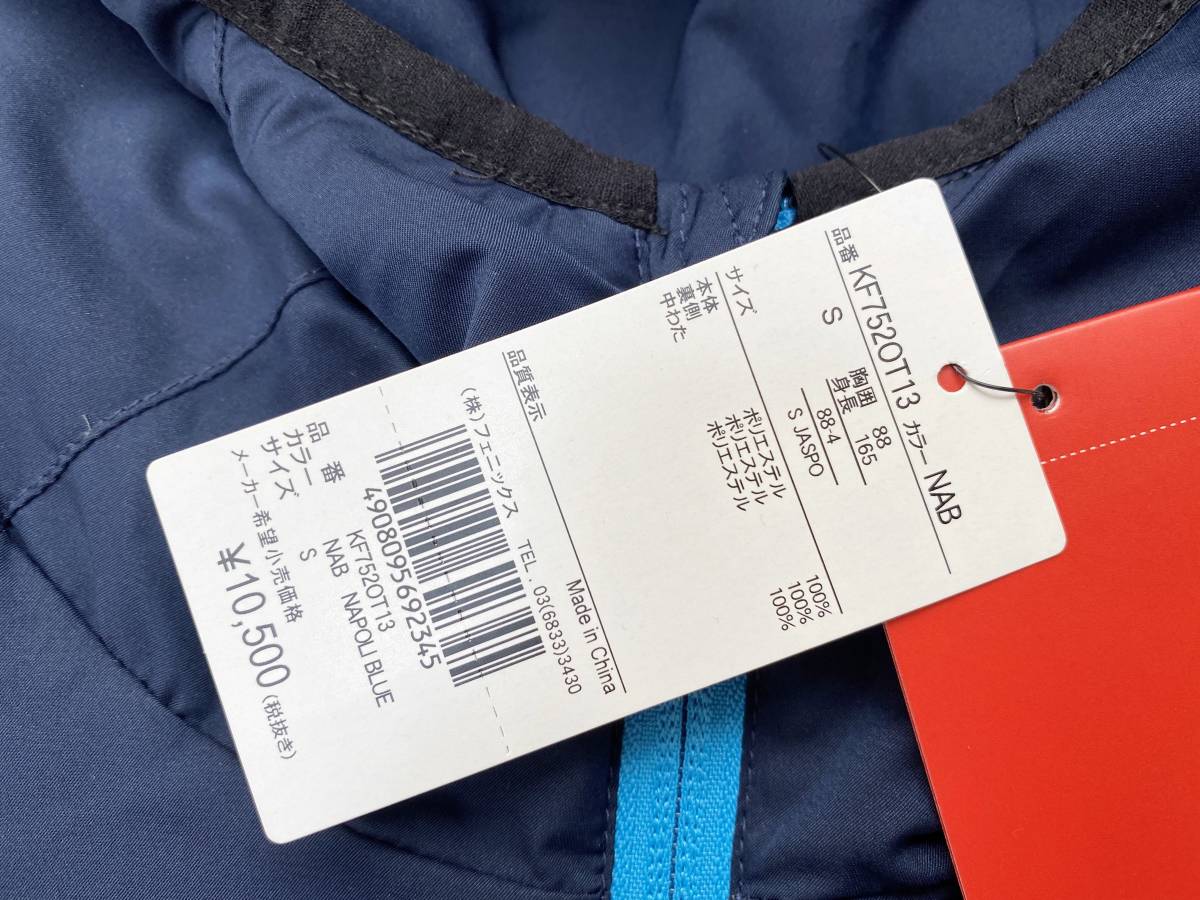 品番 KF752OT13 カラー NAB
サイズ S 胸囲 88
身長 165
88-4
S JASPO
本体 ポリエステル 100%
裏側 ポリエステル 100%
中わた ポリエステル 100%
品質表示 Made in China
(株)フェニックス TEL.03(6833)3430
4908095692345
品番 KF752OT13
カラー NAB NAPOLI BLUE
サイズ S
メーカー希望小売価格
¥10,500(税抜き)